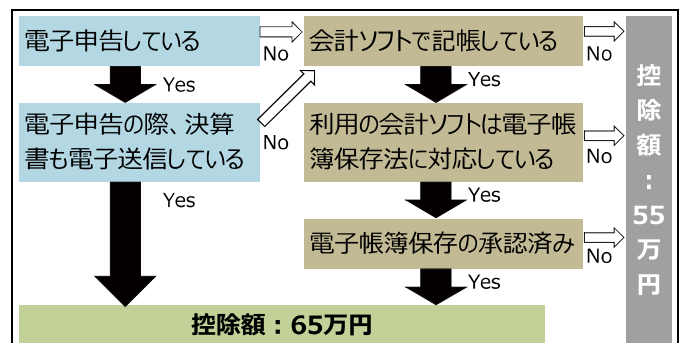 電子申告している
No
会計ソフトで記帳している
No
Yes
Yes
電子申告の際、決算
書も電子送信している
No
利用の会計ソフトは電子帳
簿保存法に対応している
No
Yes
Yes
電子帳簿保存の承認済み
No
Yes
控除額：55万円
控除額：65万円